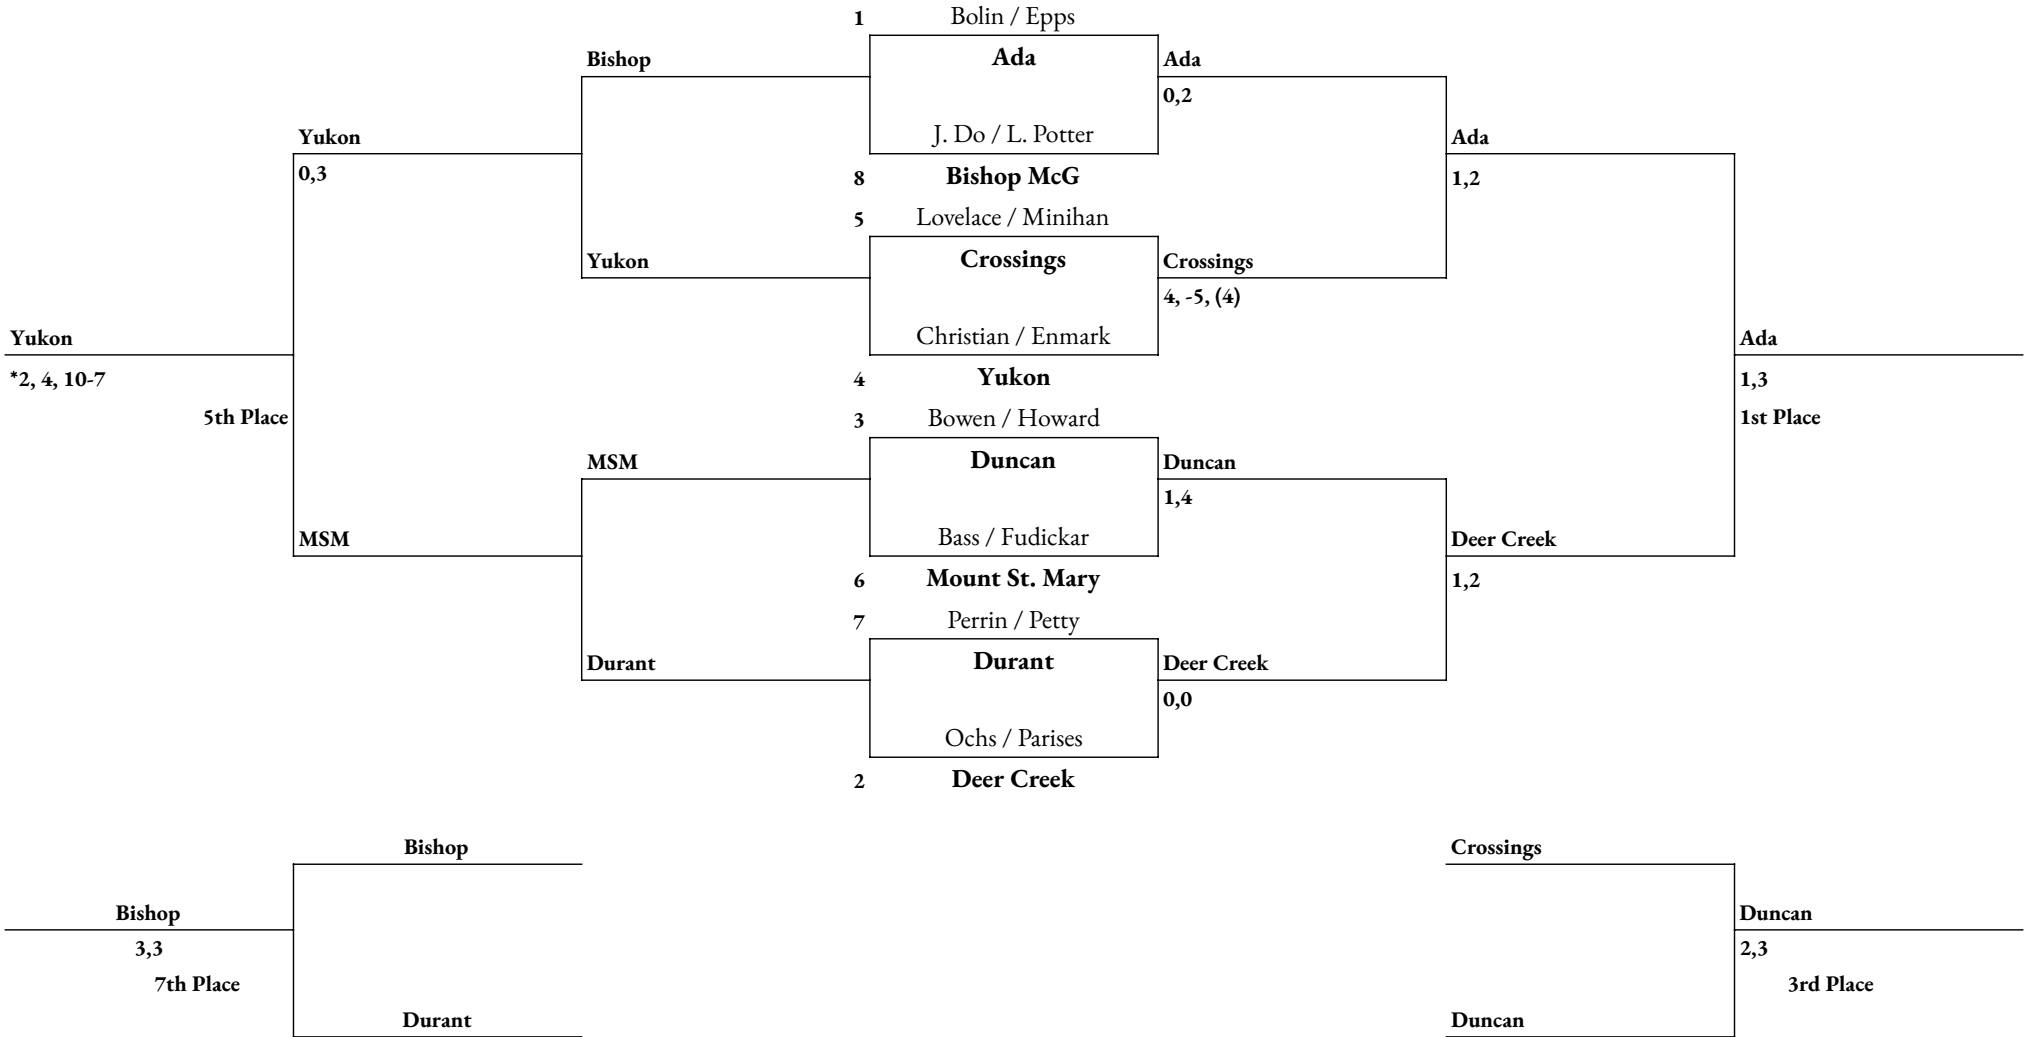 1 Bolin / Epps
Bishop Ada Ada
0,2
Yukon J. Do / L. Potter Ada
0,3 8 Bishop McG 1,2
5 Lovelace / Minihan
Yukon Crossings Crossings
4, -5, (4)
Yukon Christian / Enmark Ada
*2, 4, 10-7 4 Yukon 1,3
5th Place 3 Bowen / Howard 1st Place
MSM Duncan Duncan
1,4
MSM Bass / Fudickar Deer Creek
6 Mount St. Mary 1,2
7 Perrin / Petty
Durant Durant Deer Creek
0,0
Ochs / Parises
2 Deer Creek
Bishop Crossings
Bishop Duncan
3,3 2,3
7th Place 3rd Place
Durant Duncan